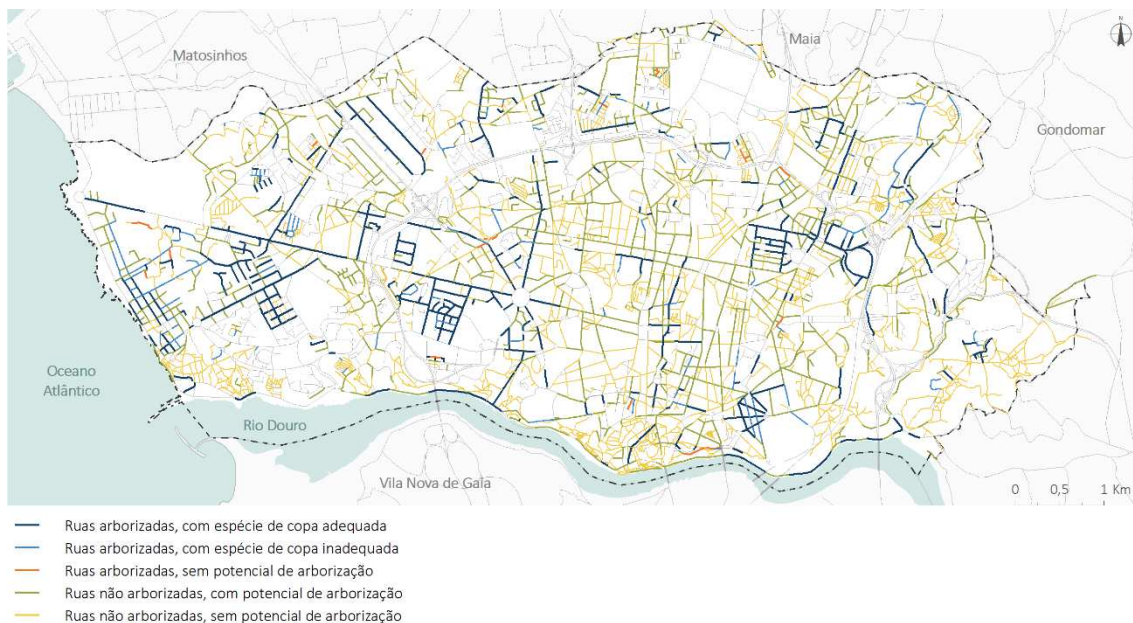 Matosinhos
Maia
N
Gondomar
Oceano
Atlântico
Rio Douro
Vila Nova de Gaia
0 0,5 1 Km
Ruas arborizadas, com espécie de copa adequada
Ruas arborizadas, com espécie de copa inadequada
Ruas arborizadas, sem potencial de arborização
Ruas não arborizadas, com potencial de arborização
Ruas não arborizadas, sem potencial de arborização